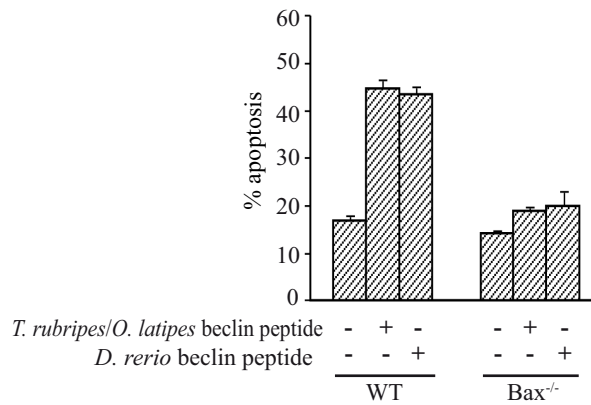 60
50
40
30
20
10
0
% apoptosis
T. rubripes/O. latipes beclin peptide - + - - + -
D. rerio beclin peptide - - + - - +
WT Bax-/-